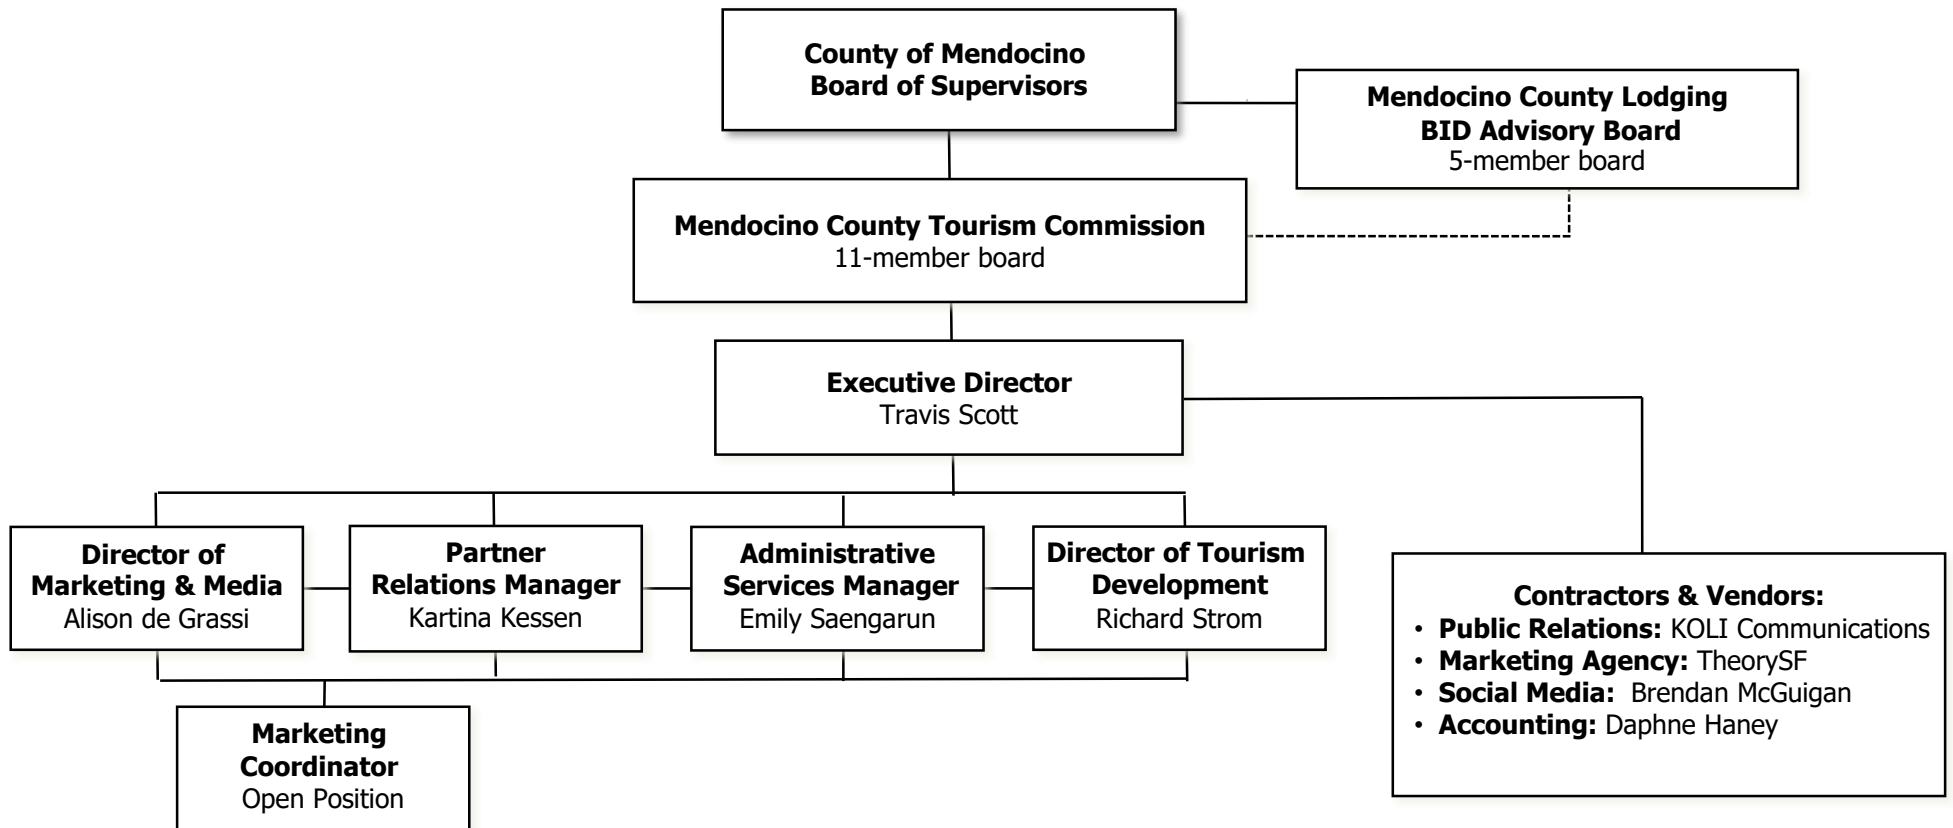 County of Mendocino
Board of Supervisors
Mendocino County Lodging
BID Advisory Board
5-member board
Mendocino County Tourism Commission
11-member board
Executive Director
Travis Scott
Director of
Marketing & Media
Alison de Grassi
Partner
Relations Manager
Kartina Kessen
Administrative
Services Manager
Emily Saengarun
Director of Tourism
Development
Richard Strom
Contractors & Vendors:
• Public Relations: KOLI Communications
• Marketing Agency: TheorySF
• Social Media: Brendan McGuigan
• Accounting: Daphne Haney
Marketing
Coordinator
Open Position